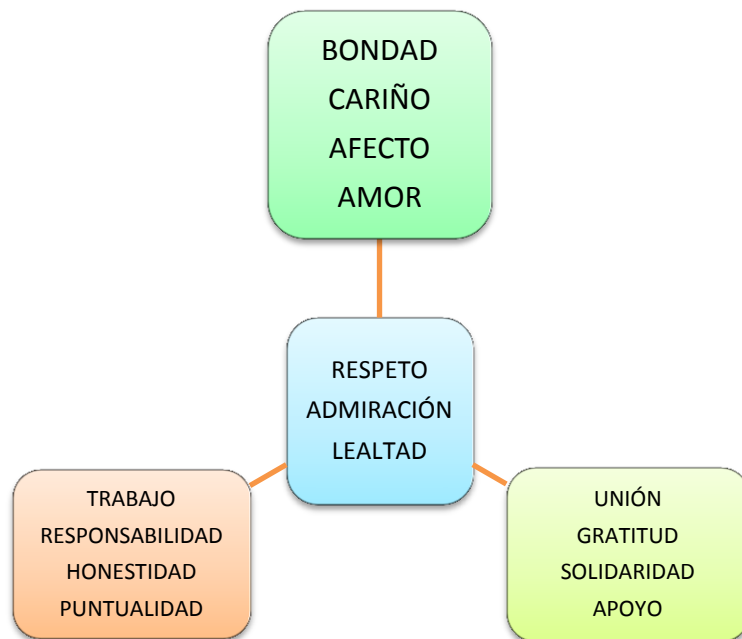 BONDAD
CARIÑO
AFECTO
AMOR
RESPETO
ADMIRACIÓN
LEALTAD
TRABAJO
RESPONSABILIDAD
HONESTIDAD
PUNTUALIDAD
UNIÓN
GRATITUD
SOLIDARIDAD
APOYO